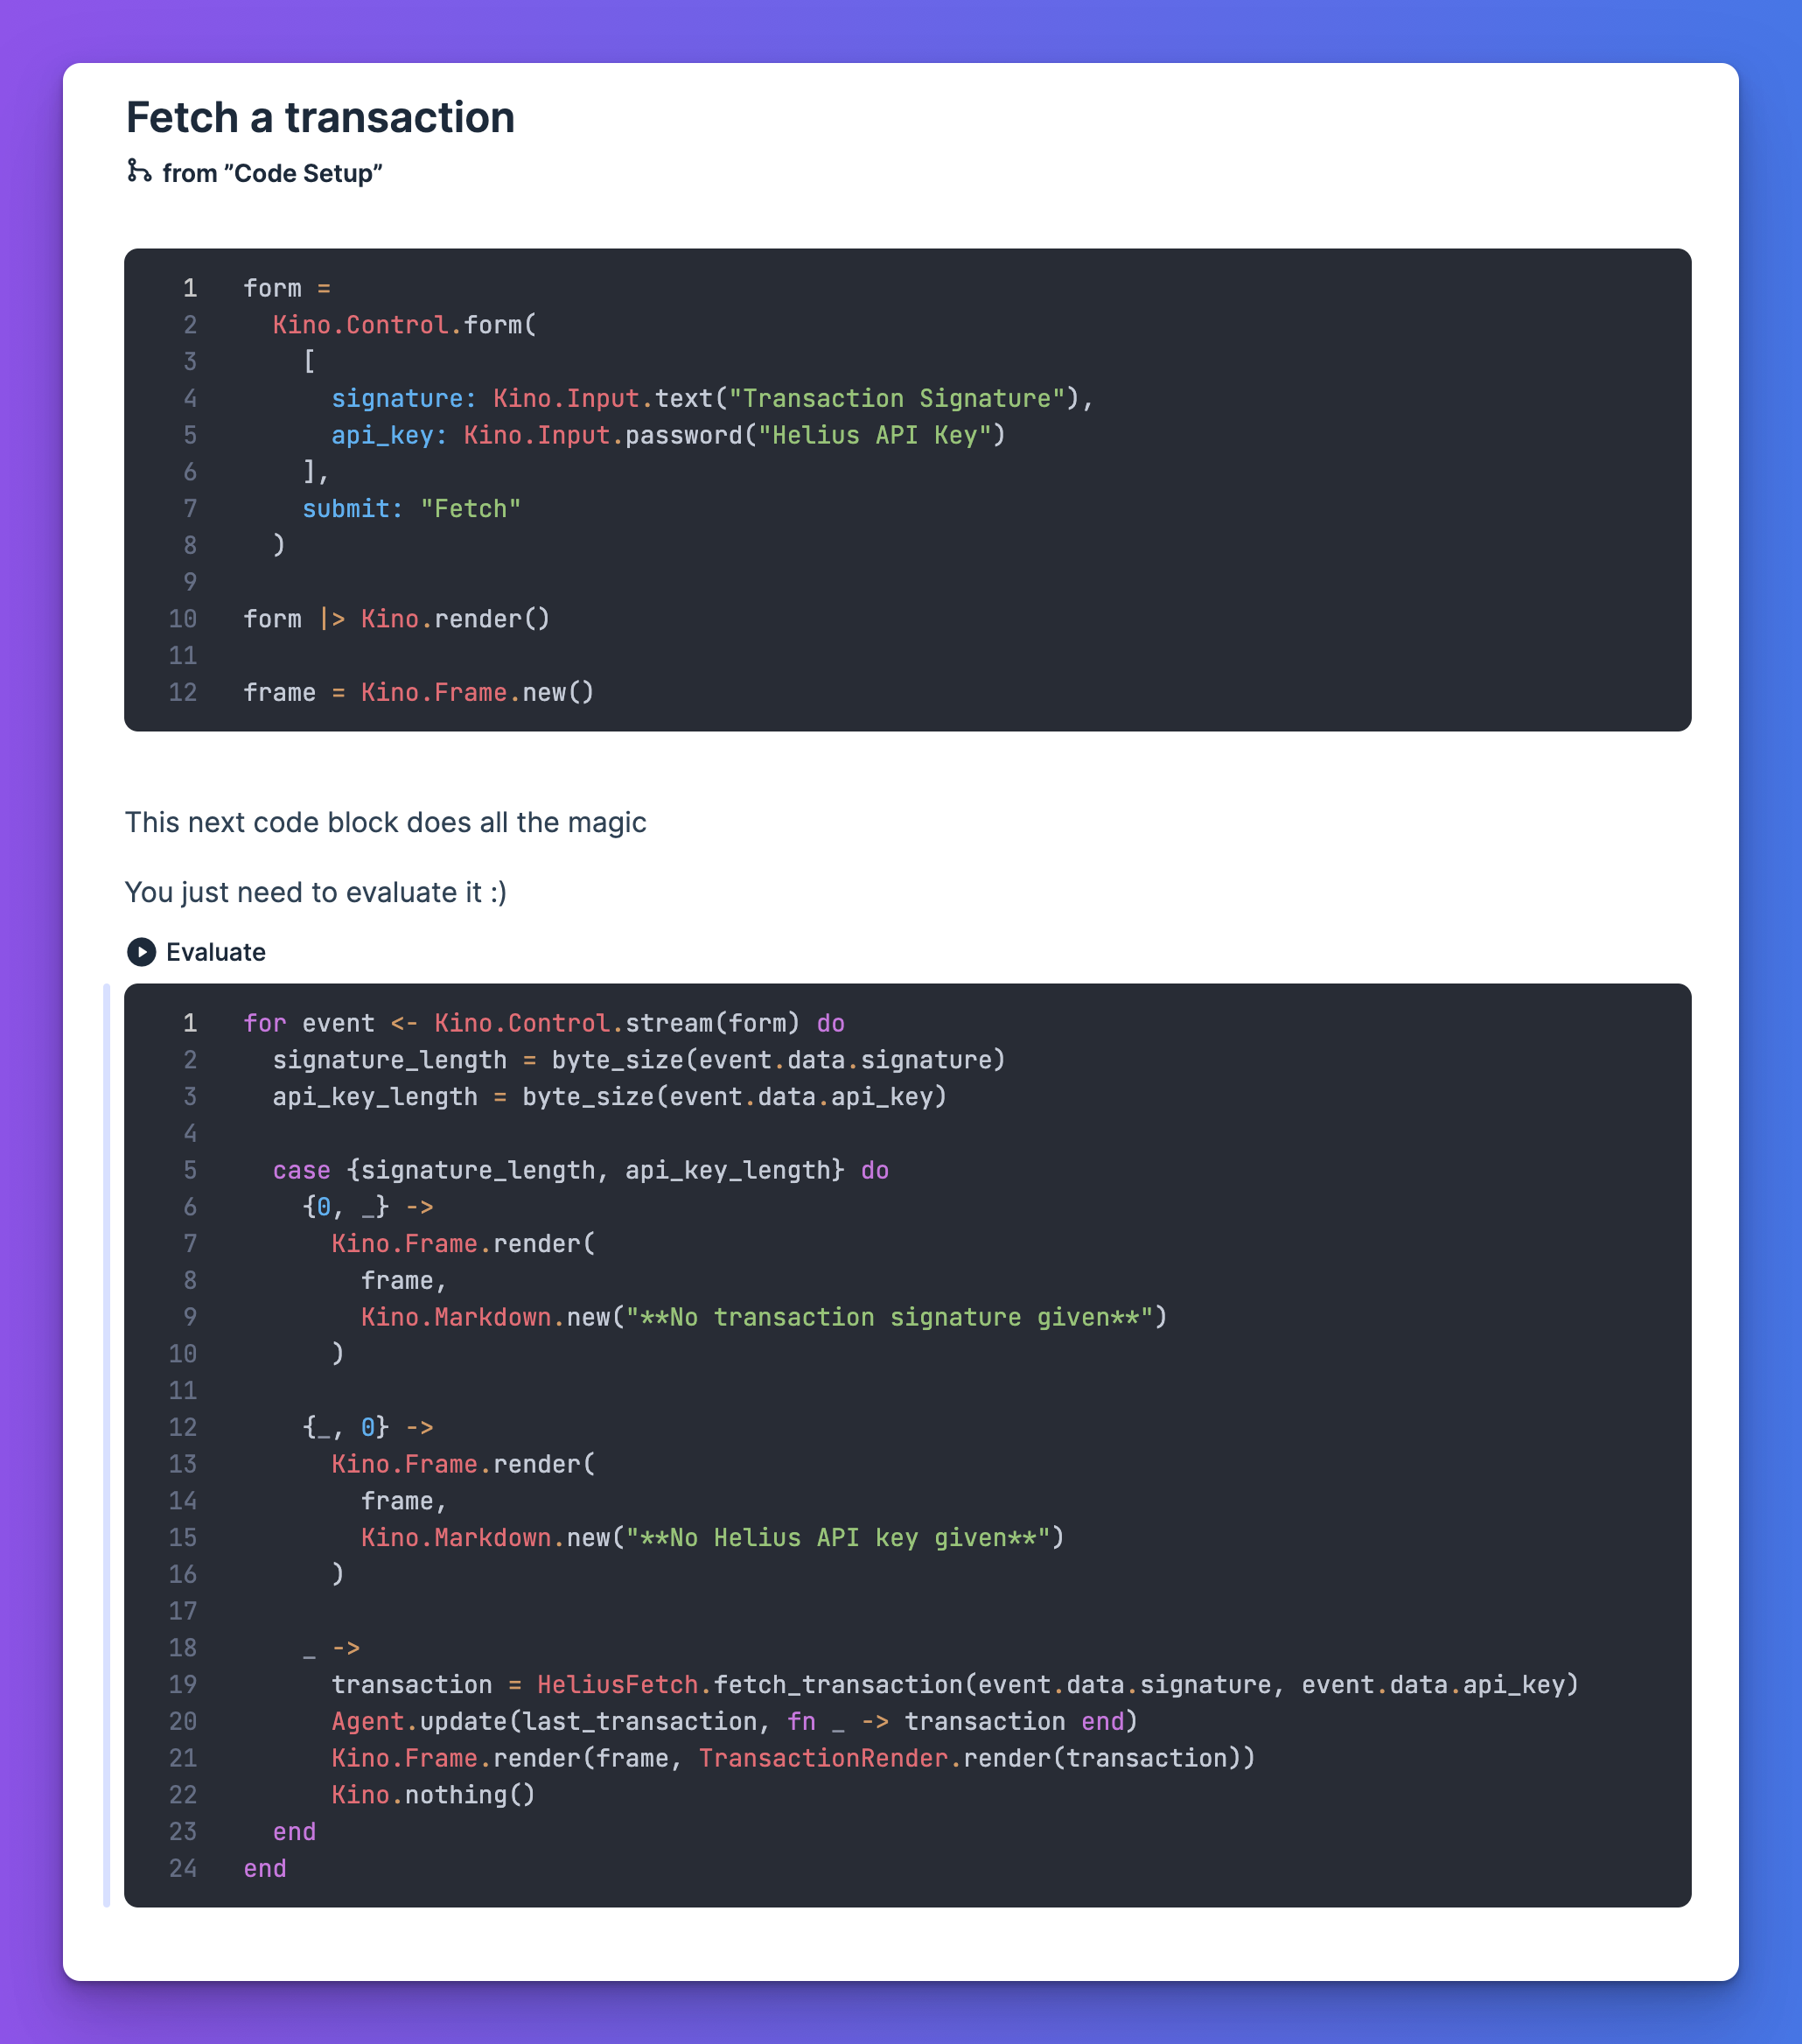 Fetch a transaction
from ”Code Setup”
1 form =
2   Kino.Control.form(
3     [
4       signature: Kino.Input.text("Transaction Signature"),
5       api_key: Kino.Input.password("Helius API Key")
6     ],
7     submit: "Fetch"
8   )
9
10 form |> Kino.render()
11
12 frame = Kino.Frame.new()
This next code block does all the magic
You just need to evaluate it :)
Evaluate
1 for event <- Kino.Control.stream(form) do
2   signature_length = byte_size(event.data.signature)
3   api_key_length = byte_size(event.data.api_key)
4
5   case {signature_length, api_key_length} do
6     {0, _} ->
7       Kino.Frame.render(
8         frame,
9         Kino.Markdown.new("**No transaction signature given**")
10       )
11
12     {_, 0} ->
13       Kino.Frame.render(
14         frame,
15         Kino.Markdown.new("**No Helius API key given**")
16       )
17
18     _ ->
19       transaction = HeliusFetch.fetch_transaction(event.data.signature, event.data.api_key)
20       Agent.update(last_transaction, fn _ -> transaction end)
21       Kino.Frame.render(frame, TransactionRender.render(transaction))
22       Kino.nothing()
23   end
24 end